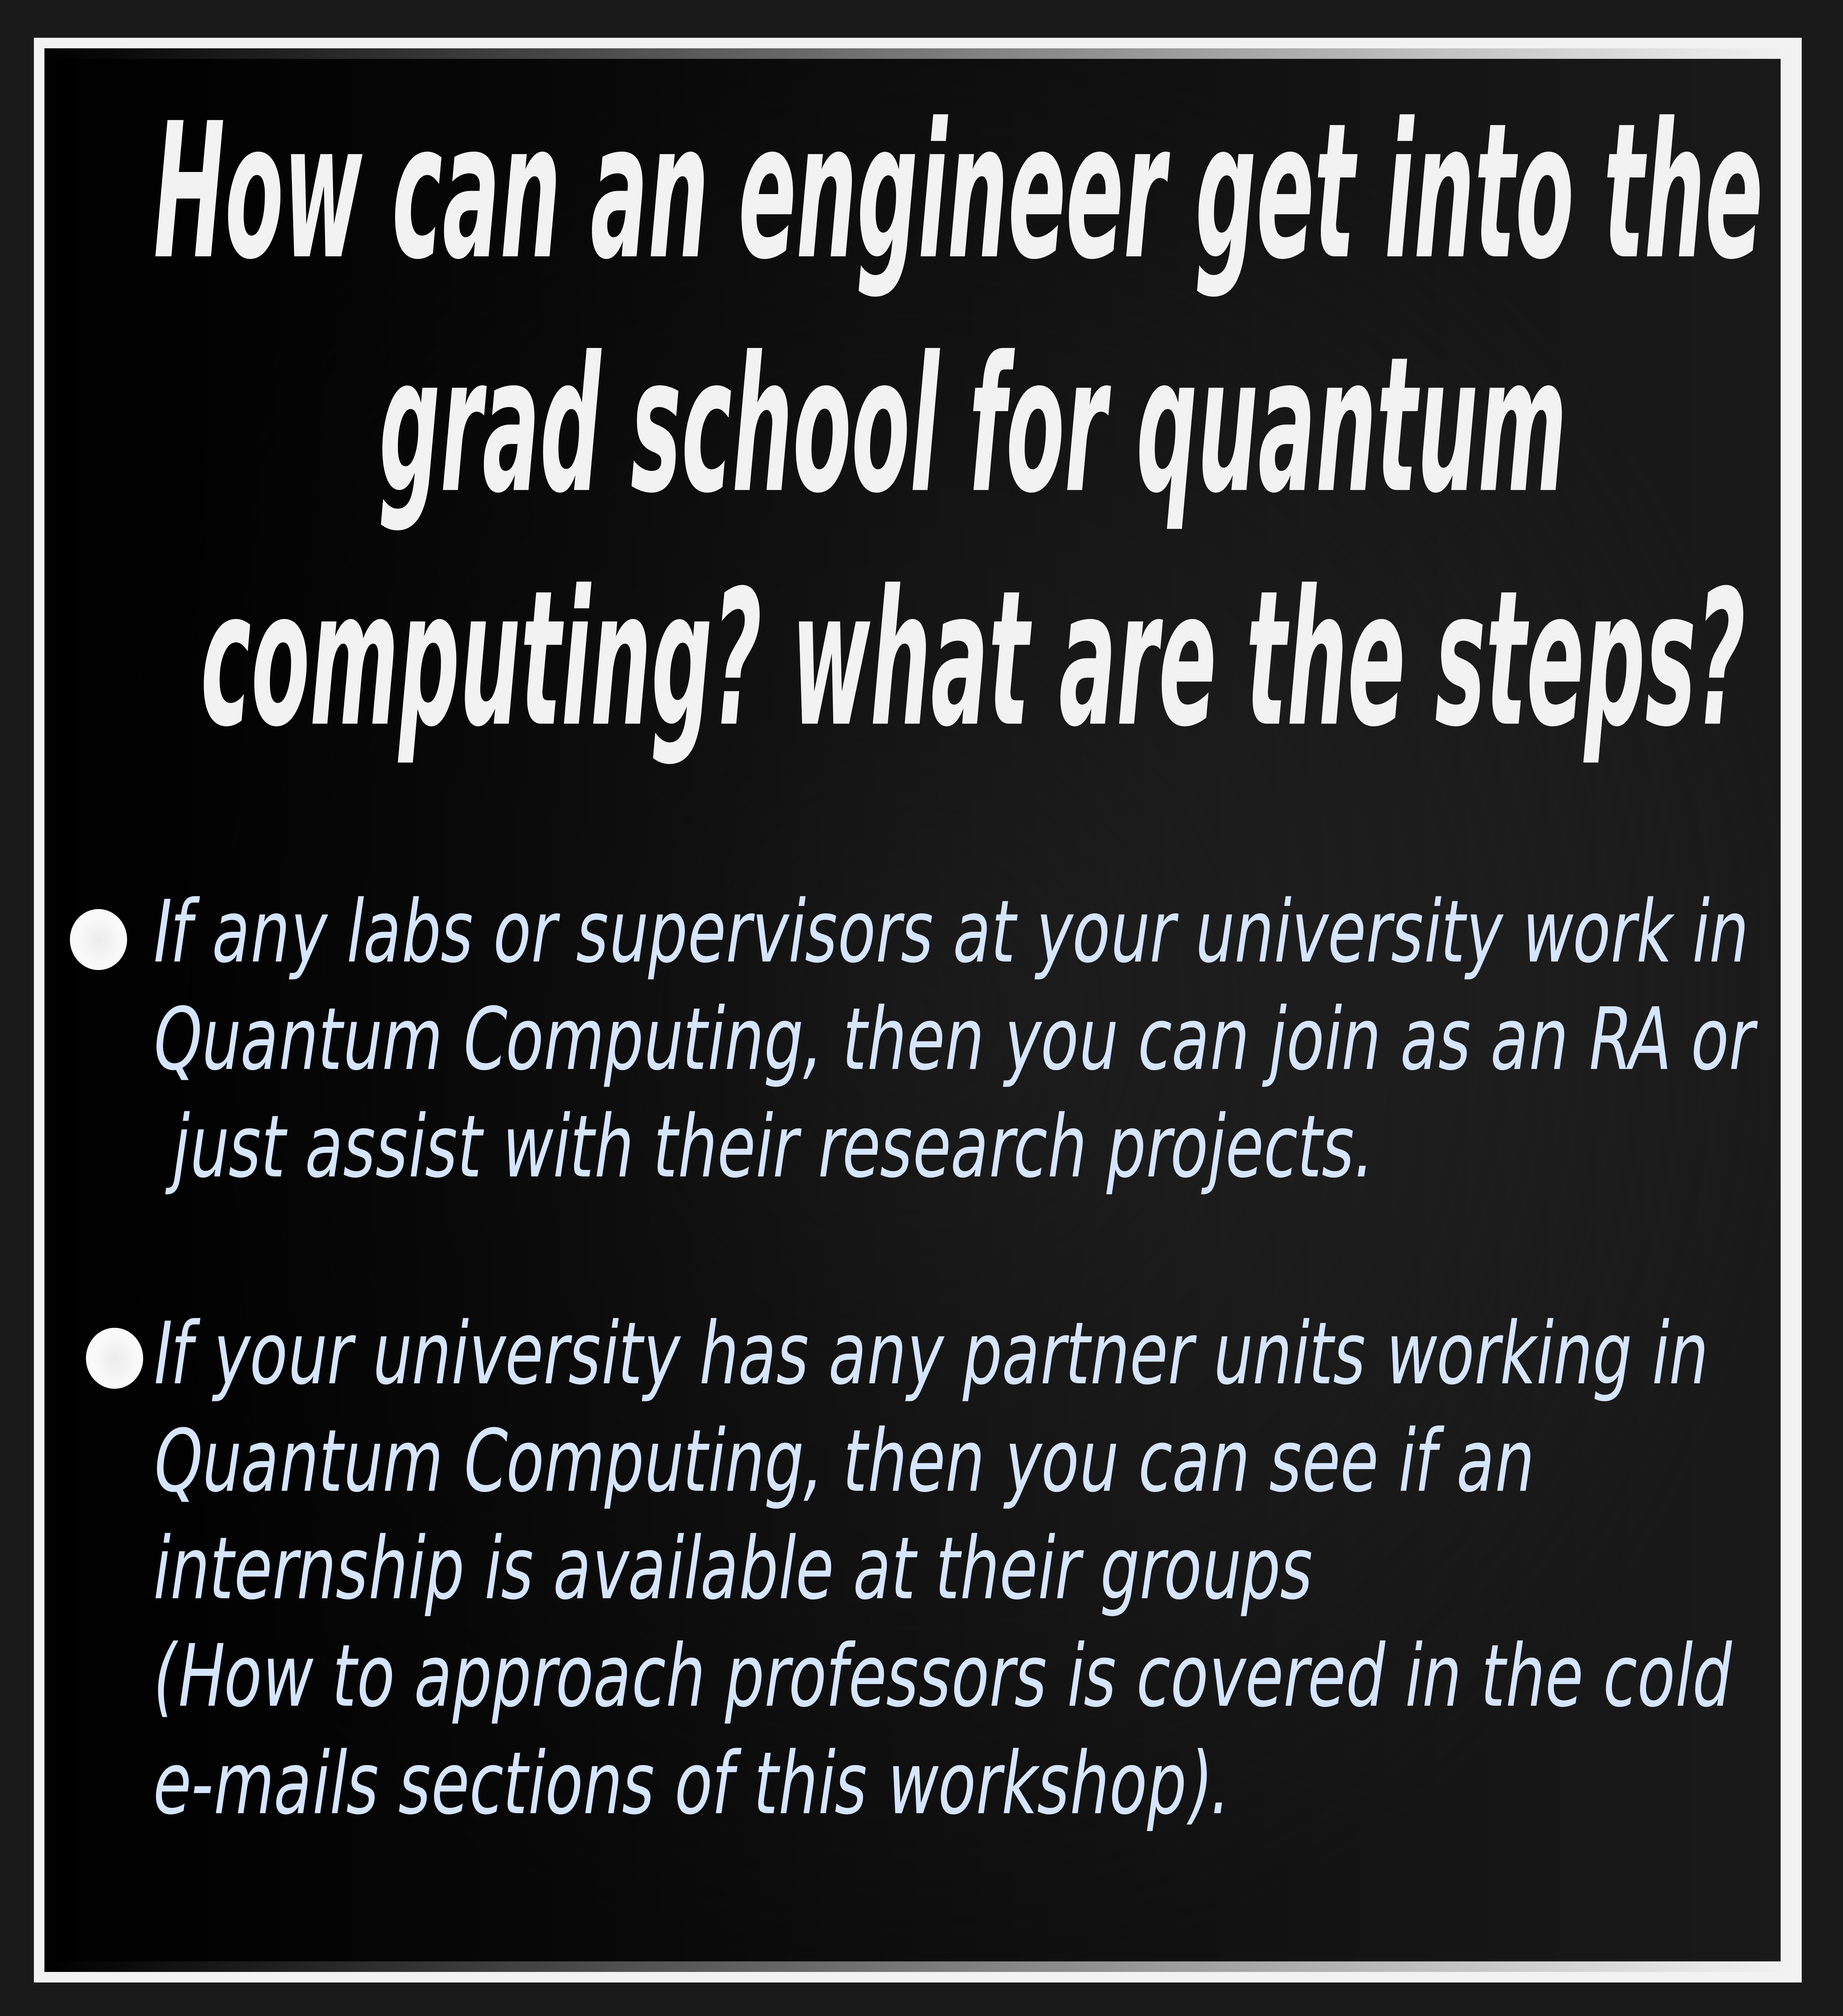 How can an engineer get into the
grad school for quantum
computing? what are the steps?
If any labs or supervisors at your university work in
Quantum Computing, then you can join as an RA or
just assist with their research projects.
If your university has any partner units working in
Quantum Computing, then you can see if an
internship is available at their groups
(How to approach professors is covered in the cold
e-mails sections of this workshop).